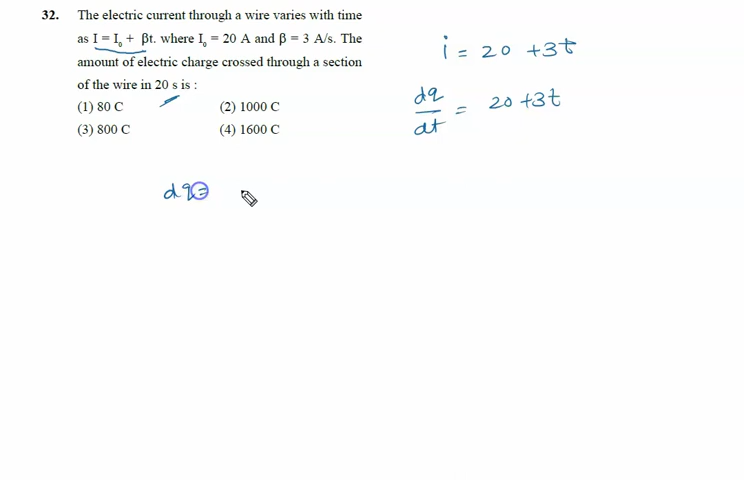 32. The electric current through a wire varies with time
as I = I₀ + βt. where I₀ = 20 A and β = 3 A/s. The
amount of electric charge crossed through a section
of the wire in 20 s is :
(1) 80 C (2) 1000 C
(3) 800 C (4) 1600 C
i = 20 + 3t
dq/dt = 20 + 3t
dq =